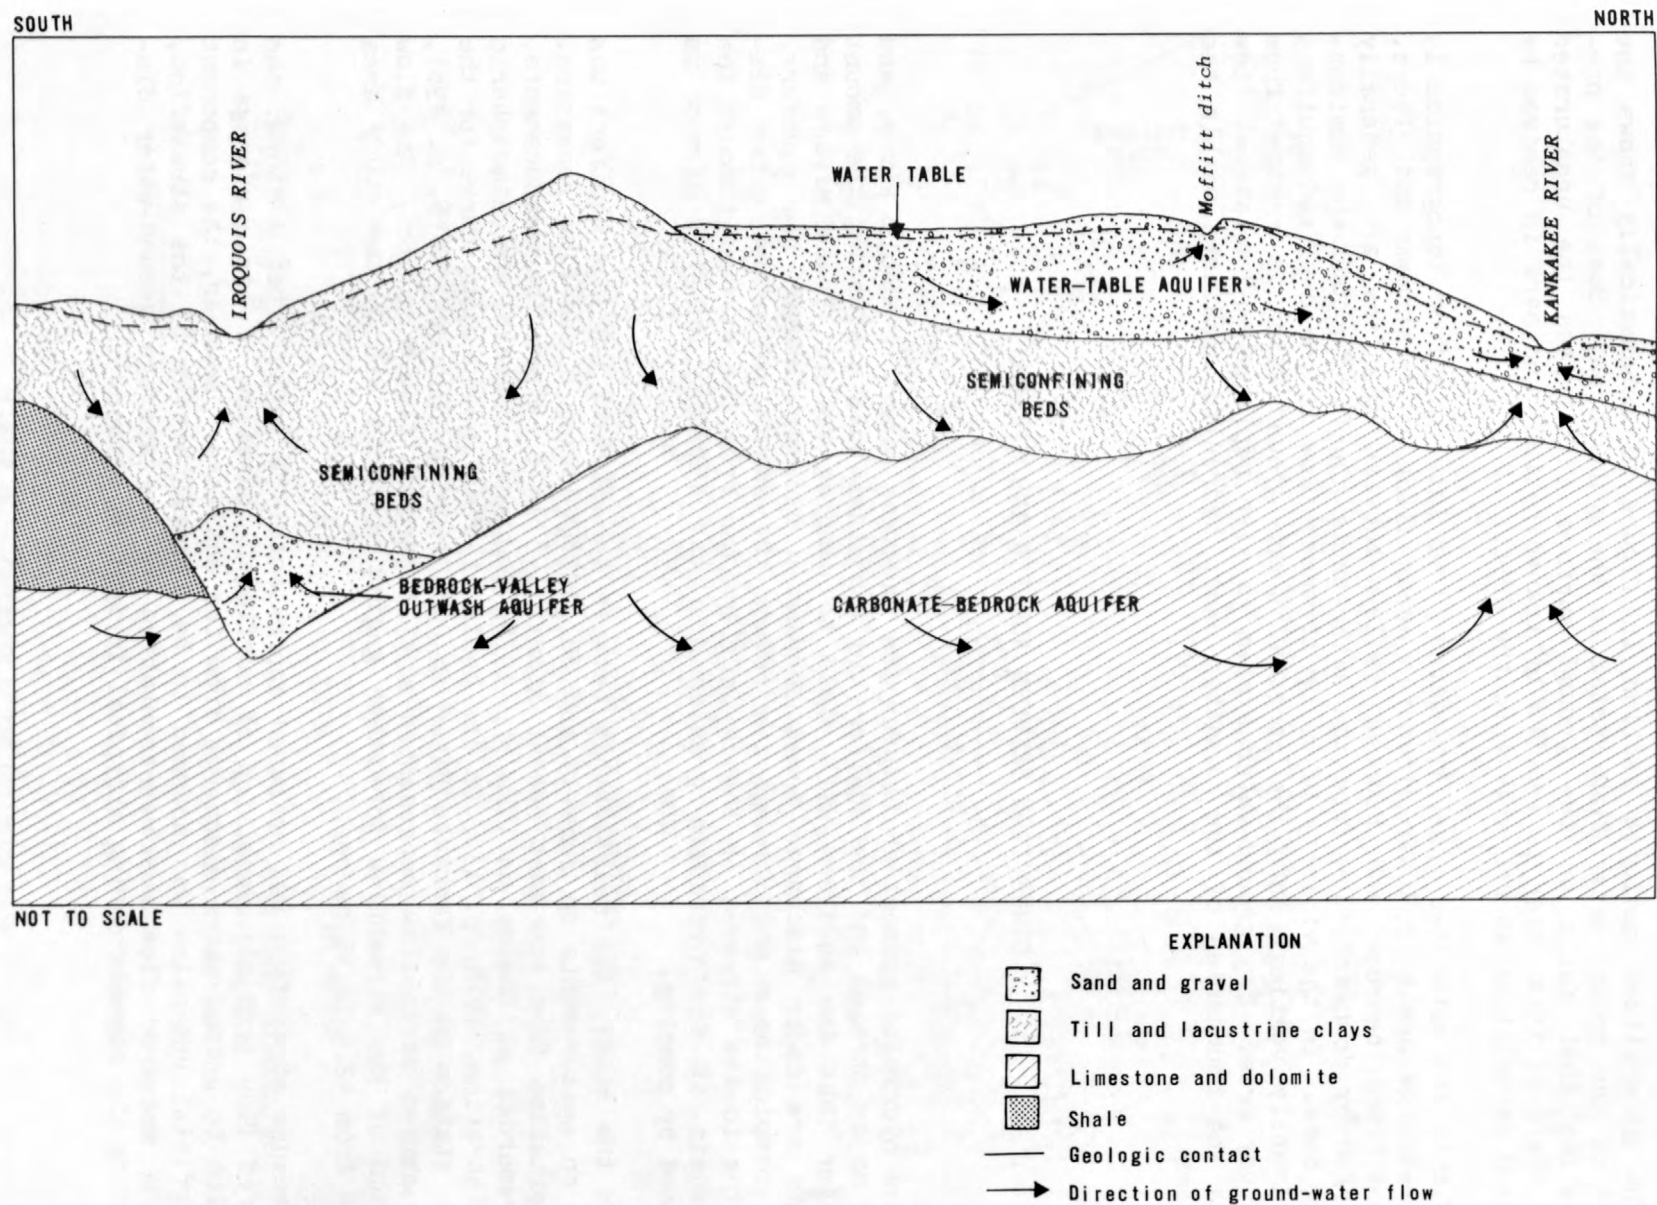 SOUTH
NORTH
IROQUOIS RIVER
WATER TABLE
Moffitt ditch
KANKAKEE RIVER
WATER-TABLE AQUIFER
SEMICONFINING
BEDS
SEMICONFINING
BEDS
BEDROCK-VALLEY
OUTWASH AQUIFER
CARBONATE-BEDROCK AQUIFER
NOT TO SCALE
EXPLANATION
Sand and gravel
Till and lacustrine clays
Limestone and dolomite
Shale
Geologic contact
Direction of ground-water flow